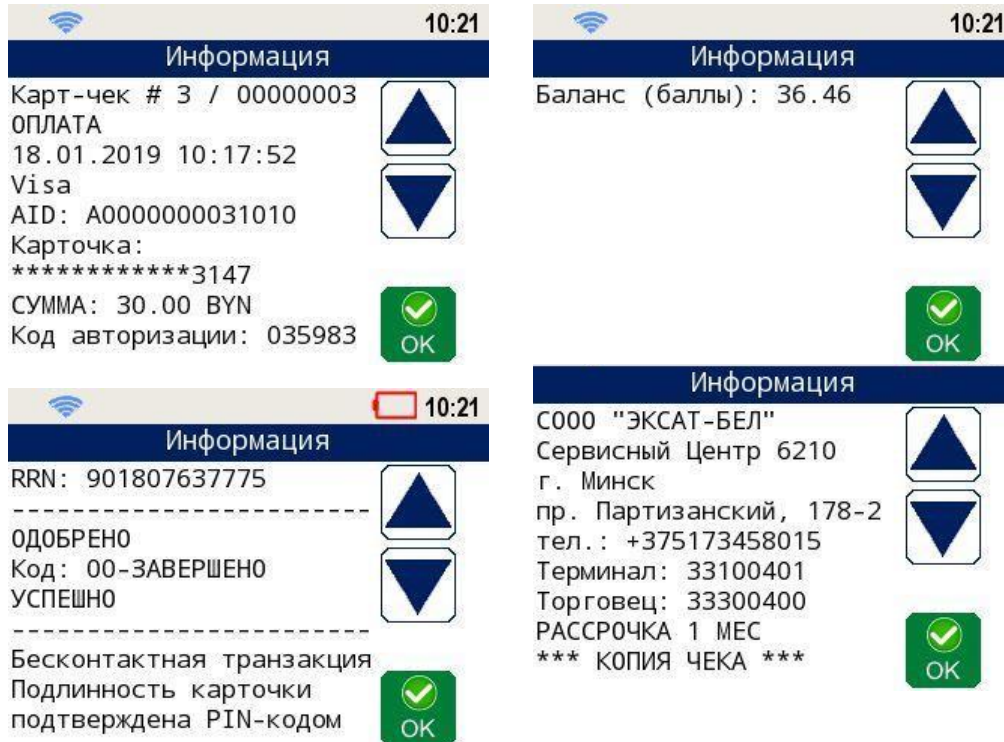 10:21
Информация
Карт-чек # 3 / 00000003
ОПЛАТА
18.01.2019 10:17:52
Visa
AID: A0000000031010
Карточка:
************3147
СУММА: 30.00 BYN
Код авторизации: 035983
OK
10:21
Информация
RRN: 901807637775
-----------------------
ОДОБРЕНО
Код: 00-ЗАВЕРШЕНО
УСПЕШНО
-----------------------
Бесконтактная транзакция
Подлинность карточки
подтверждена PIN-кодом
OK
10:21
Информация
Баланс (баллы): 36.46
OK
Информация
СООО "ЭКСАТ-БЕЛ"
Сервисный Центр 6210
г. Минск
пр. Партизанский, 178-2
тел.: +375173458015
Терминал: 33100401
Торговец: 33300400
РАССРОЧКА 1 МЕС
*** КОПИЯ ЧЕКА ***
OK